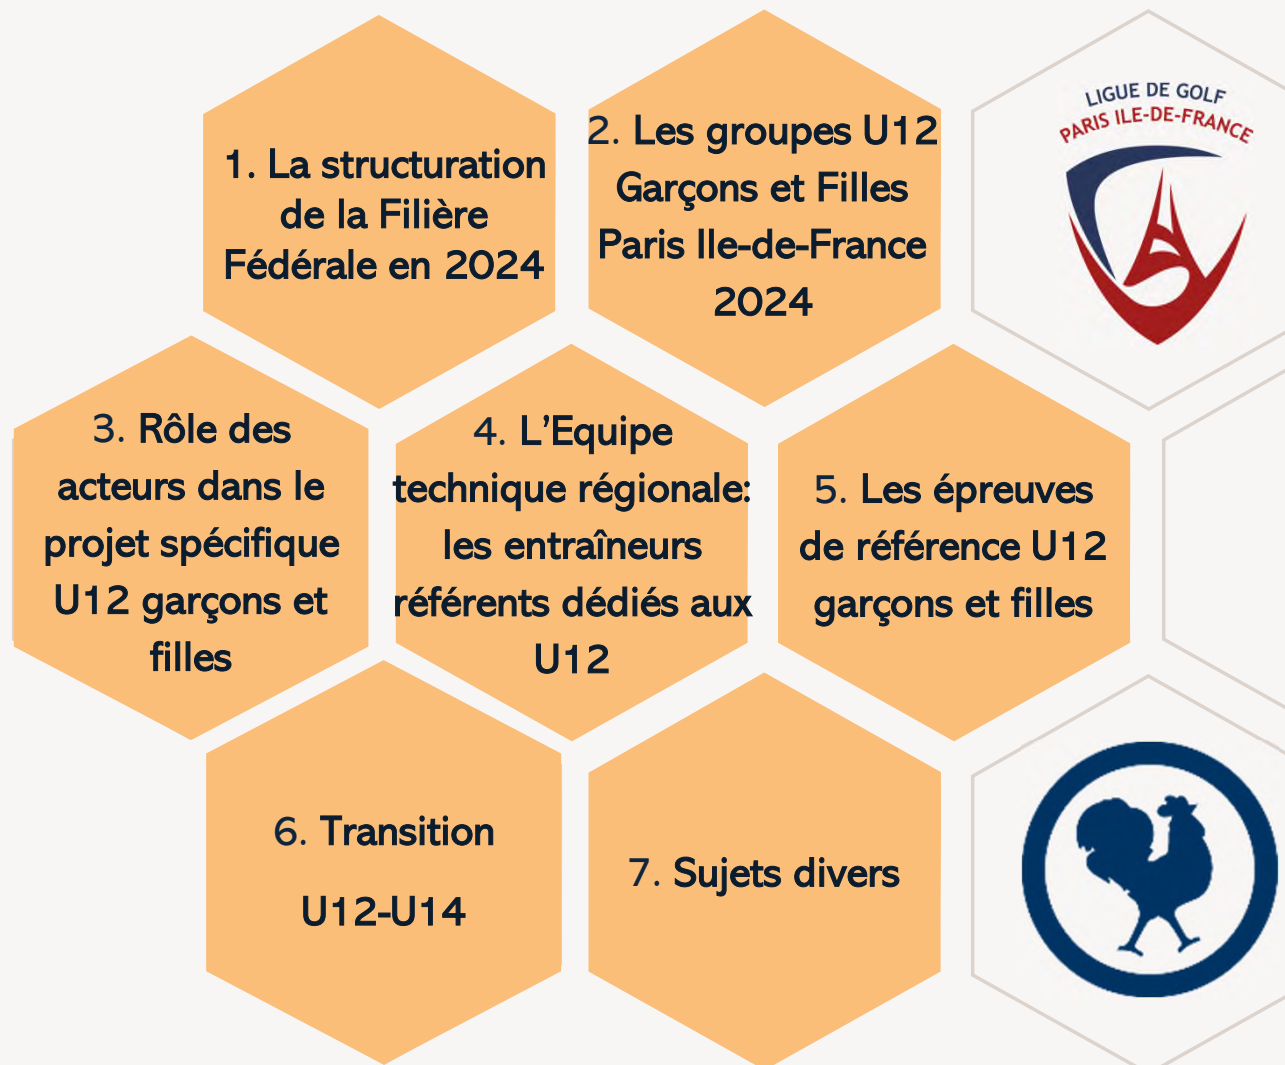 1. La structuration
de la Filière
Fédérale en 2024
2. Les groupes U12
Garçons et Filles
Paris Ile-de-France
2024
LIGUE DE GOLF
PARIS ILE-DE-FRANCE
3. Rôle des
acteurs dans le
projet spécifique
U12 garçons et
filles
4. L’Equipe
technique régionale:
les entraîneurs
référents dédiés aux
U12
5. Les épreuves
de référence U12
garçons et filles
6. Transition
U12-U14
7. Sujets divers